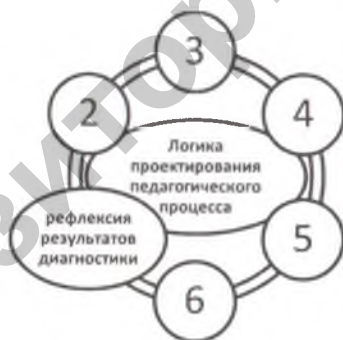 3
2
4
Логика
проектирования
педагогического
процесса
рефлексия
результатов
диагностики
5
6